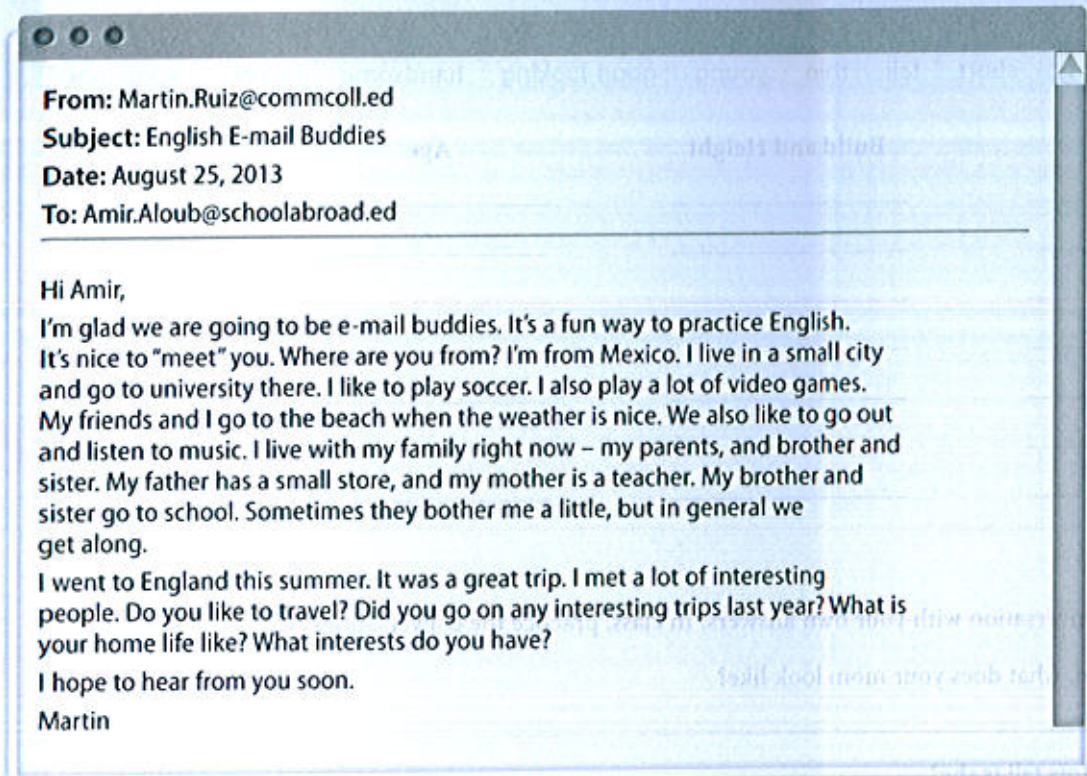 From: Martin.Ruiz@commcoll.ed
Subject: English E-mail Buddies
Date: August 25, 2013
To: Amir.Aloub@schoolabroad.ed
Hi Amir,
I'm glad we are going to be e-mail buddies. It's a fun way to practice English.
It's nice to "meet" you. Where are you from? I'm from Mexico. I live in a small city
and go to university there. I like to play soccer. I also play a lot of video games.
My friends and I go to the beach when the weather is nice. We also like to go out
and listen to music. I live with my family right now – my parents, and brother and
sister. My father has a small store, and my mother is a teacher. My brother and
sister go to school. Sometimes they bother me a little, but in general we
get along.
I went to England this summer. It was a great trip. I met a lot of interesting
people. Do you like to travel? Did you go on any interesting trips last year? What is
your home life like? What interests do you have?
I hope to hear from you soon.
Martin